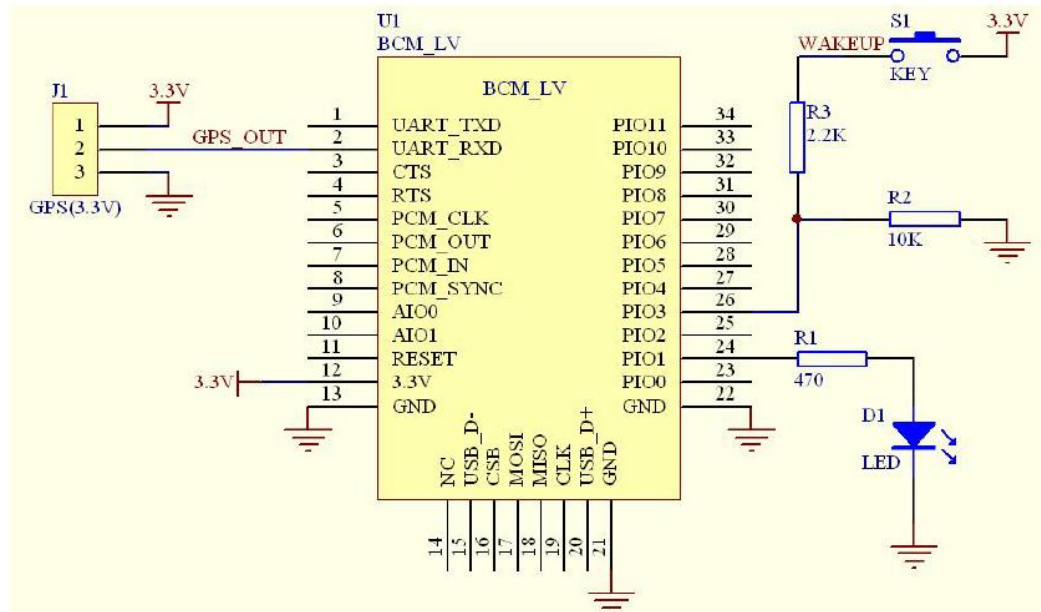 U1
BCM_LV
BCM_LV
J1
1
2
3
GPS(3.3V)
3.3V
GPS_OUT
1 UART_TXD
2 UART_RXD
3 CTS
4 RTS
5 PCM_CLK
6 PCM_OUT
7 PCM_IN
8 PCM_SYNC
9 AIO0
10 AIO1
11 RESET
12 3.3V
13 GND
3.3V
PIO11 34
PIO10 33
PIO9 32
PIO8 31
PIO7 30
PIO6 29
PIO5 28
PIO4 27
PIO3 26
PIO2 25
PIO1 24
PIO0 23
GND 22
NC 14
USB_D- 15
CSB 16
MOSI 17
MISO 18
CLK 19
USB_D+ 20
GND 21
S1
KEY
WAKEUP
3.3V
R3
2.2K
R2
10K
R1
470
D1
LED